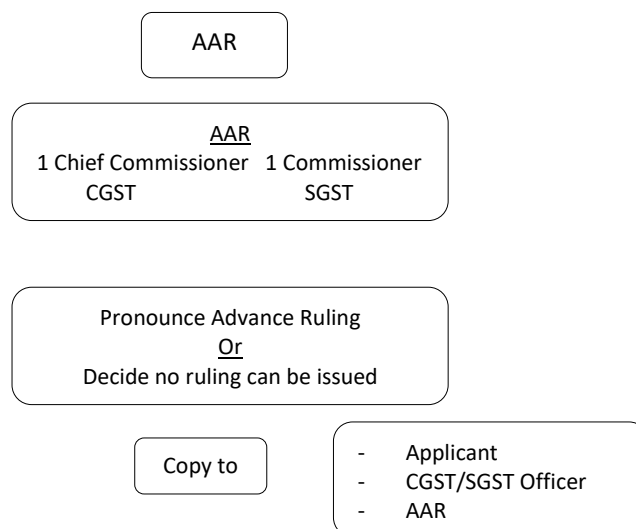 AAR
AAR
1 Chief Commissioner 1 Commissioner
CGST SGST
Pronounce Advance Ruling
Or
Decide no ruling can be issued
Copy to
- Applicant
- CGST/SGST Officer
- AAR